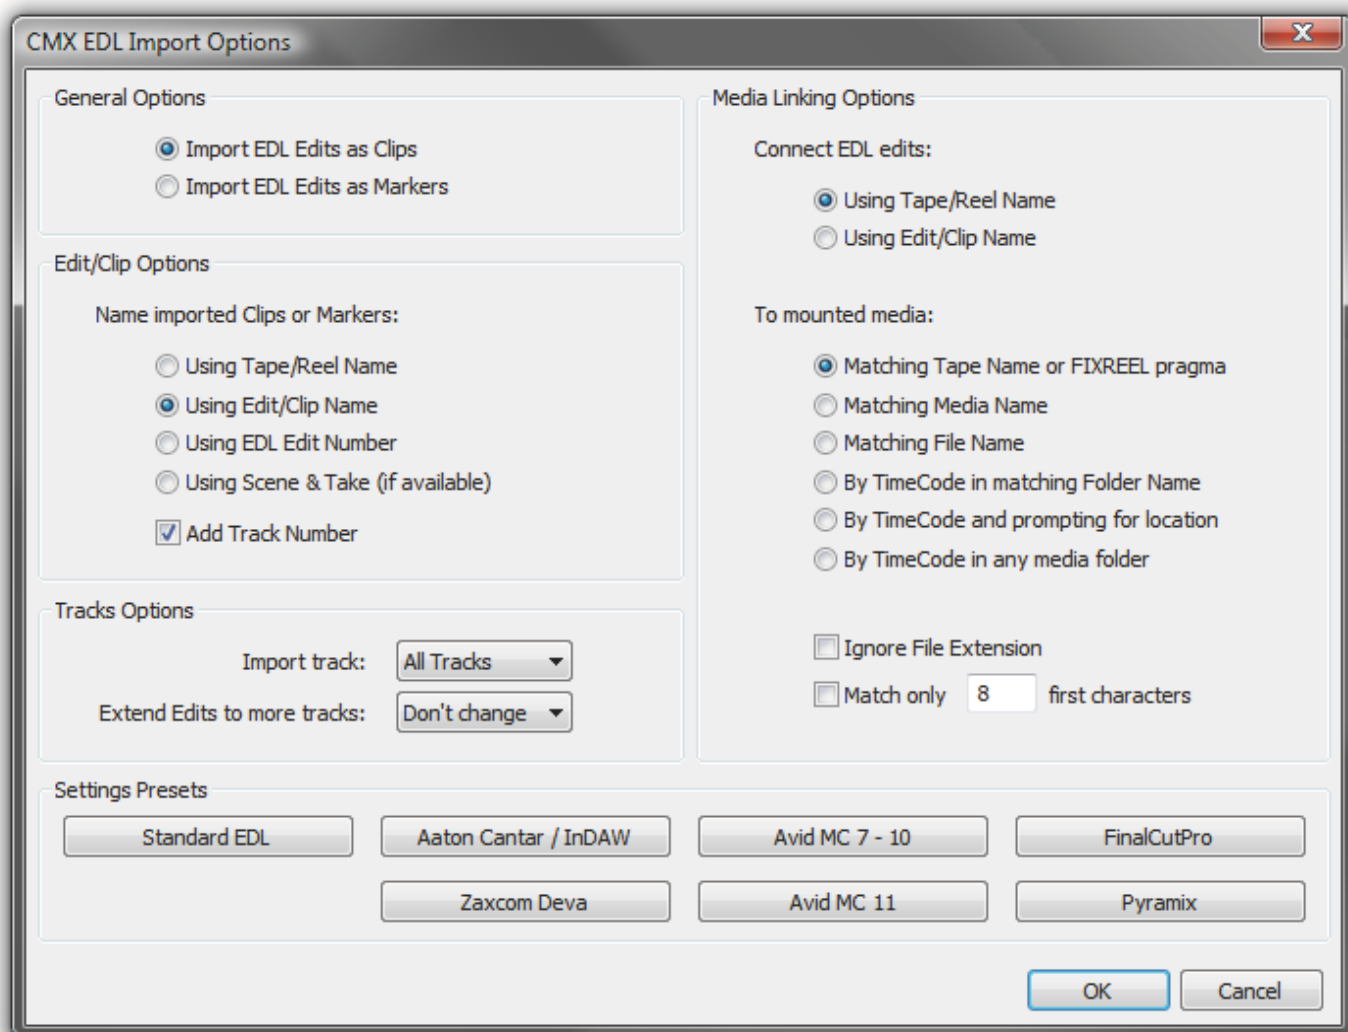 CMX EDL Import Options
X
General Options
Import EDL Edits as Clips
Import EDL Edits as Markers
Edit/Clip Options
Name imported Clips or Markers:
Using Tape/Reel Name
Using Edit/Clip Name
Using EDL Edit Number
Using Scene & Take (if available)
Add Track Number
Tracks Options
Import track: All Tracks
Extend Edits to more tracks: Don't change
Media Linking Options
Connect EDL edits:
Using Tape/Reel Name
Using Edit/Clip Name
To mounted media:
Matching Tape Name or FIXREEL pragma
Matching Media Name
Matching File Name
By TimeCode in matching Folder Name
By TimeCode and prompting for location
By TimeCode in any media folder
Ignore File Extension
Match only 8 first characters
Settings Presets
Standard EDL Aaton Cantar / InDAW Avid MC 7 - 10 FinalCutPro
Zaxcom Deva Avid MC 11 Pyramix
OK Cancel